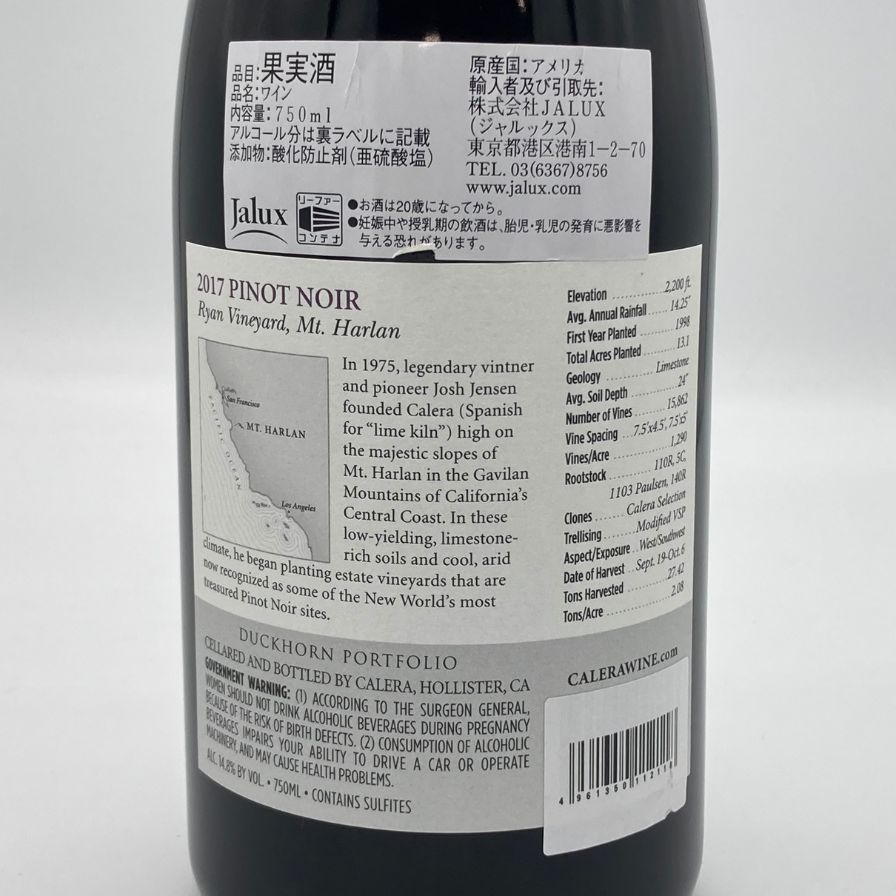 品目:果実酒
品名:ワイン
内容量:750ml
アルコール分は裏ラベルに記載
添加物:酸化防止剤(亜硫酸塩)
原産国:アメリカ
輸入者及び引取先:
株式会社JALUX
(ジャルックス)
東京都港区港南1-2-70
TEL. 03(6367)8756
www.jalux.com
Jalux
リーファー
コンテナ
●お酒は20歳になってから。
●妊娠中や授乳期の飲酒は、胎児・乳児の発育に悪影響を
与える恐れがあります。
2017 PINOT NOIR
Ryan Vineyard, Mt. Harlan
San Francisco
MT. HARLAN
PACIFIC OCEAN
Los Angeles
In 1975, legendary vintner
and pioneer Josh Jensen
founded Calera (Spanish
for “lime kiln”) high on
the majestic slopes of
Mt. Harlan in the Gavilan
Mountains of California’s
Central Coast. In these
low-yielding, limestone-
rich soils and cool, arid
climate, he began planting estate vineyards that are
now recognized as some of the New World’s most
treasured Pinot Noir sites.
Elevation .......... 2,200 ft.
Avg. Annual Rainfall .... 14.25"
First Year Planted ........ 1998
Total Acres Planted ....... 13.1
Geology .......... Limestone
Avg. Soil Depth .......... 24"
Number of Vines ....... 15,862
Vine Spacing ..7.5'x4.5', 7.5'x5'
Vines/Acre ............. 1,290
Rootstock ........ 110R, 5C,
1103 Paulsen, 140R
Clones ...... Calera Selection
Trellising ....... Modified VSP
Aspect/Exposure ..West/Southwest
Date of Harvest .. Sept. 19-Oct. 6
Tons Harvested ......... 27.42
Tons/Acre .............. 2.08
DUCKHORN PORTFOLIO
CELLARED AND BOTTLED BY CALERA, HOLLISTER, CA
GOVERNMENT WARNING: (1) ACCORDING TO THE SURGEON GENERAL,
WOMEN SHOULD NOT DRINK ALCOHOLIC BEVERAGES DURING PREGNANCY
BECAUSE OF THE RISK OF BIRTH DEFECTS. (2) CONSUMPTION OF ALCOHOLIC
BEVERAGES IMPAIRS YOUR ABILITY TO DRIVE A CAR OR OPERATE
MACHINERY, AND MAY CAUSE HEALTH PROBLEMS.
ALC. 14.8% BY VOL. • 750ML • CONTAINS SULFITES
CALERAWINE.com